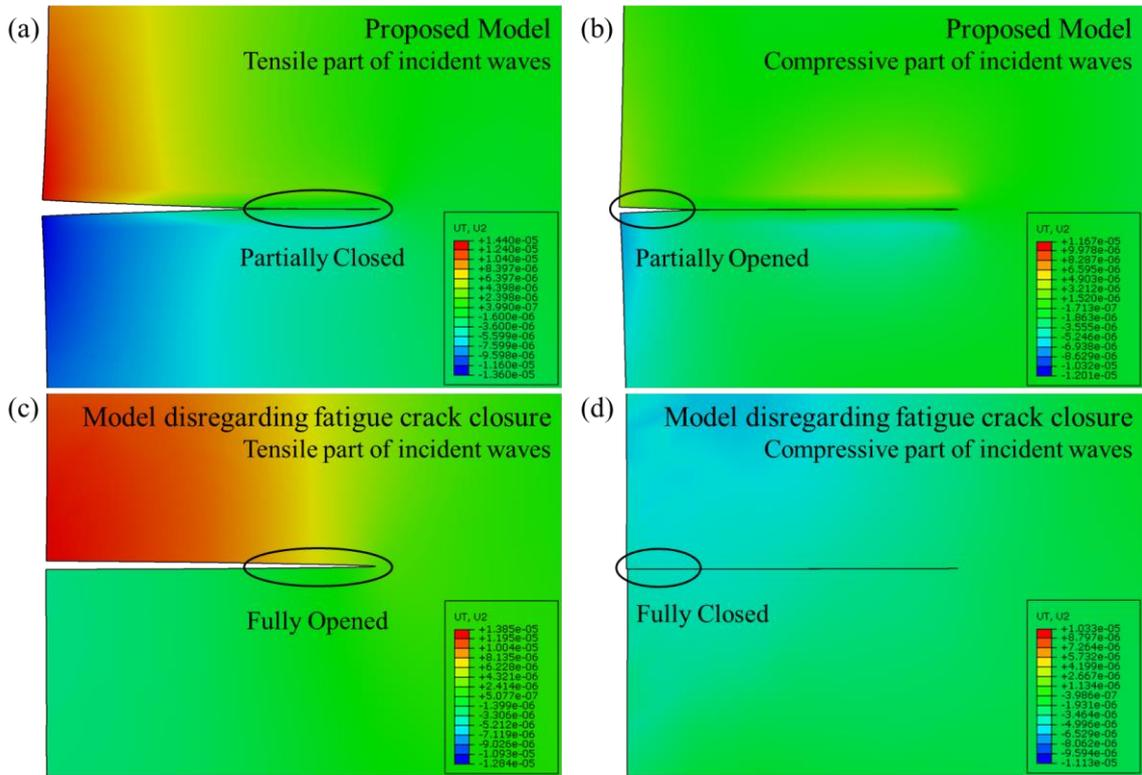 (a)
Proposed Model
Tensile part of incident waves
Partially Closed
UT, U2
+1.440e-05
+1.240e-05
+1.040e-05
+8.397e-06
+6.397e-06
+4.398e-06
+2.398e-06
+3.990e-07
-1.600e-06
-3.600e-06
-5.599e-06
-7.599e-06
-9.598e-06
-1.160e-05
-1.360e-05
(b)
Proposed Model
Compressive part of incident waves
Partially Opened
UT, U2
+1.167e-05
+9.978e-06
+8.287e-06
+6.595e-06
+4.903e-06
+3.212e-06
+1.520e-06
-1.713e-07
-1.863e-06
-3.555e-06
-5.246e-06
-6.938e-06
-8.629e-06
-1.032e-05
-1.201e-05
(c)
Model disregarding fatigue crack closure
Tensile part of incident waves
Fully Opened
UT, U2
+1.385e-05
+1.195e-05
+1.004e-05
+8.135e-06
+6.228e-06
+4.321e-06
+2.414e-06
+5.077e-07
-1.399e-06
-3.306e-06
-5.212e-06
-7.119e-06
-9.026e-06
-1.093e-05
-1.284e-05
(d)
Model disregarding fatigue crack closure
Compressive part of incident waves
Fully Closed
UT, U2
+1.033e-05
+8.797e-06
+7.264e-06
+5.732e-06
+4.199e-06
+2.667e-06
+1.134e-06
-3.986e-07
-1.931e-06
-3.464e-06
-4.996e-06
-6.529e-06
-8.062e-06
-9.594e-06
-1.113e-05